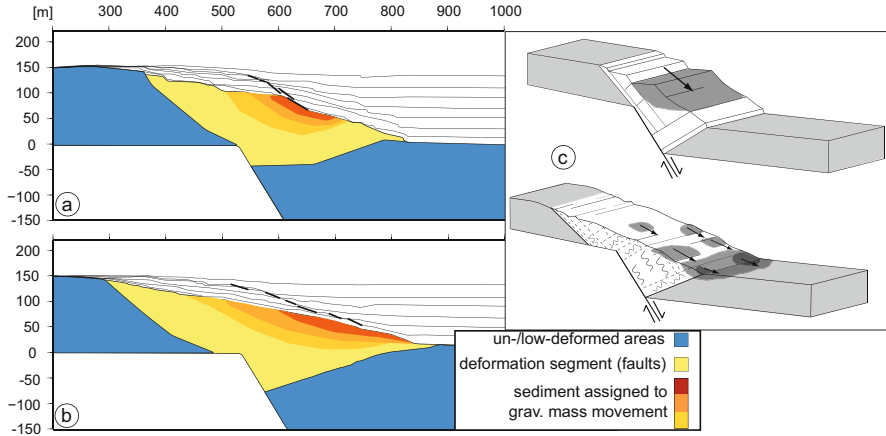 [m] 200 300 400 500 600 700 800 900 1000
200
150
100
50
0
−50
−100
−150
a
200
150
100
50
0
−50
−100
−150
b
c
un-/low-deformed areas
deformation segment (faults)
sediment assigned to
grav. mass movement